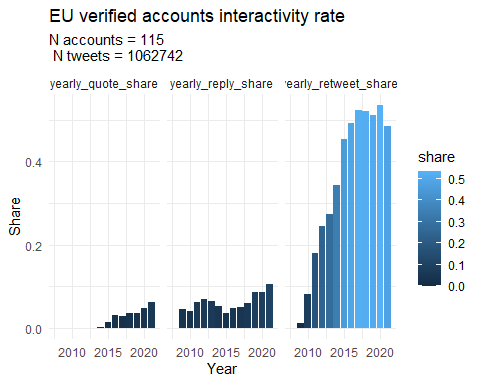 EU verified accounts interactivity rate
N accounts = 115
N tweets = 1062742
yearly_quote_share yearly_reply_share yearly_retweet_share
share
0.5
0.4
0.3
0.2
0.1
0.0
Share
0.4
0.2
0.0
2010 2015 2020 2010 2015 2020 2010 2015 2020
Year